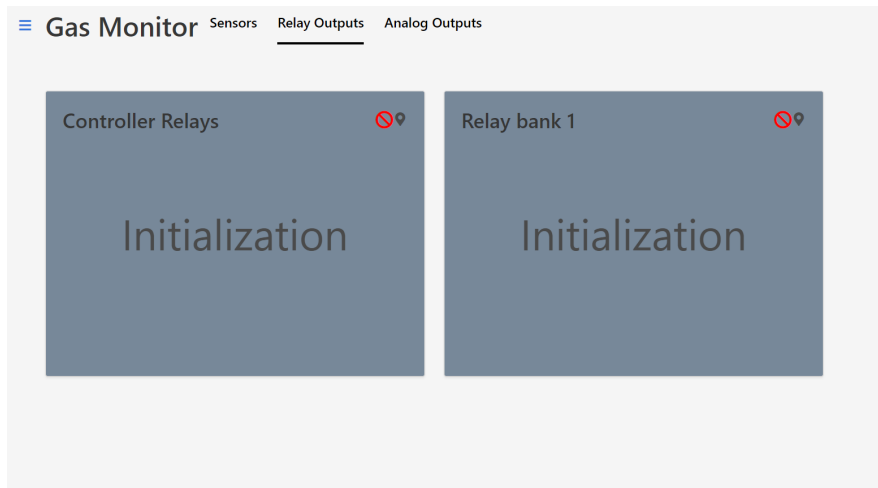 Gas Monitor Sensors Relay Outputs Analog Outputs
Controller Relays
Initialization
Relay bank 1
Initialization